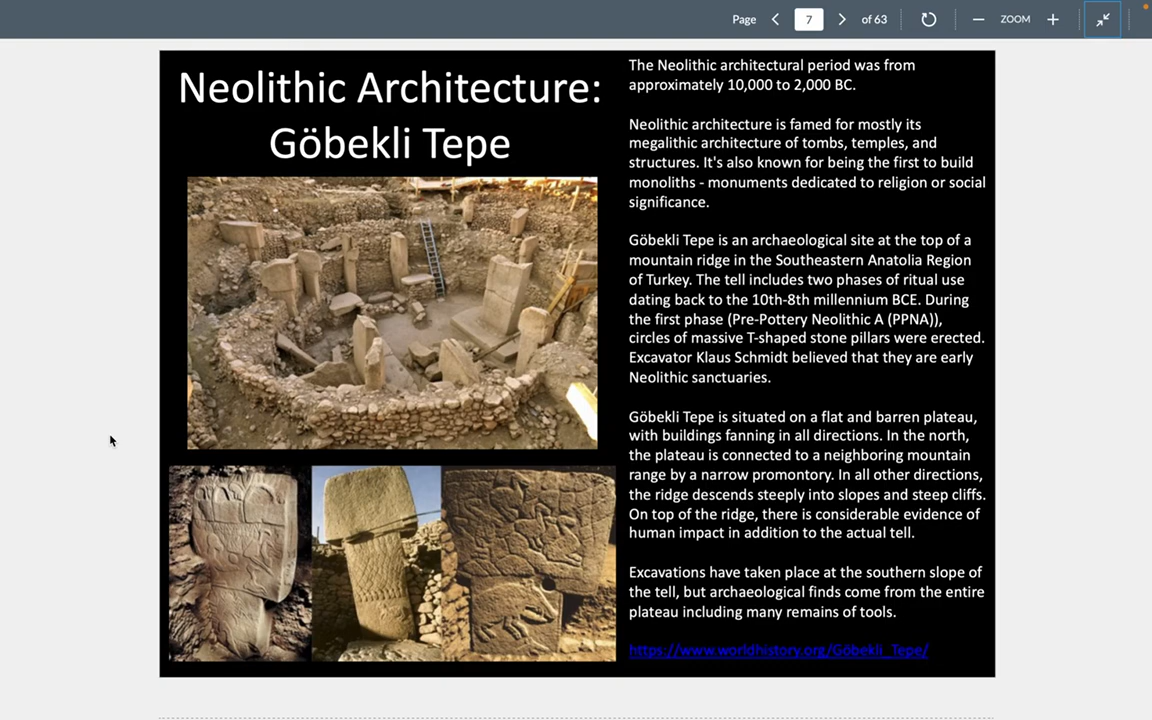 Page 7 of 63 ZOOM
Neolithic Architecture:
Göbekli Tepe
The Neolithic architectural period was from
approximately 10,000 to 2,000 BC.
Neolithic architecture is famed for mostly its
megalithic architecture of tombs, temples, and
structures. It's also known for being the first to build
monoliths - monuments dedicated to religion or social
significance.
Göbekli Tepe is an archaeological site at the top of a
mountain ridge in the Southeastern Anatolia Region
of Turkey. The tell includes two phases of ritual use
dating back to the 10th-8th millennium BCE. During
the first phase (Pre-Pottery Neolithic A (PPNA)),
circles of massive T-shaped stone pillars were erected.
Excavator Klaus Schmidt believed that they are early
Neolithic sanctuaries.
Göbekli Tepe is situated on a flat and barren plateau,
with buildings fanning in all directions. In the north,
the plateau is connected to a neighboring mountain
range by a narrow promontory. In all other directions,
the ridge descends steeply into slopes and steep cliffs.
On top of the ridge, there is considerable evidence of
human impact in addition to the actual tell.
Excavations have taken place at the southern slope of
the tell, but archaeological finds come from the entire
plateau including many remains of tools.
https://www.worldhistory.org/Göbekli_Tepe/